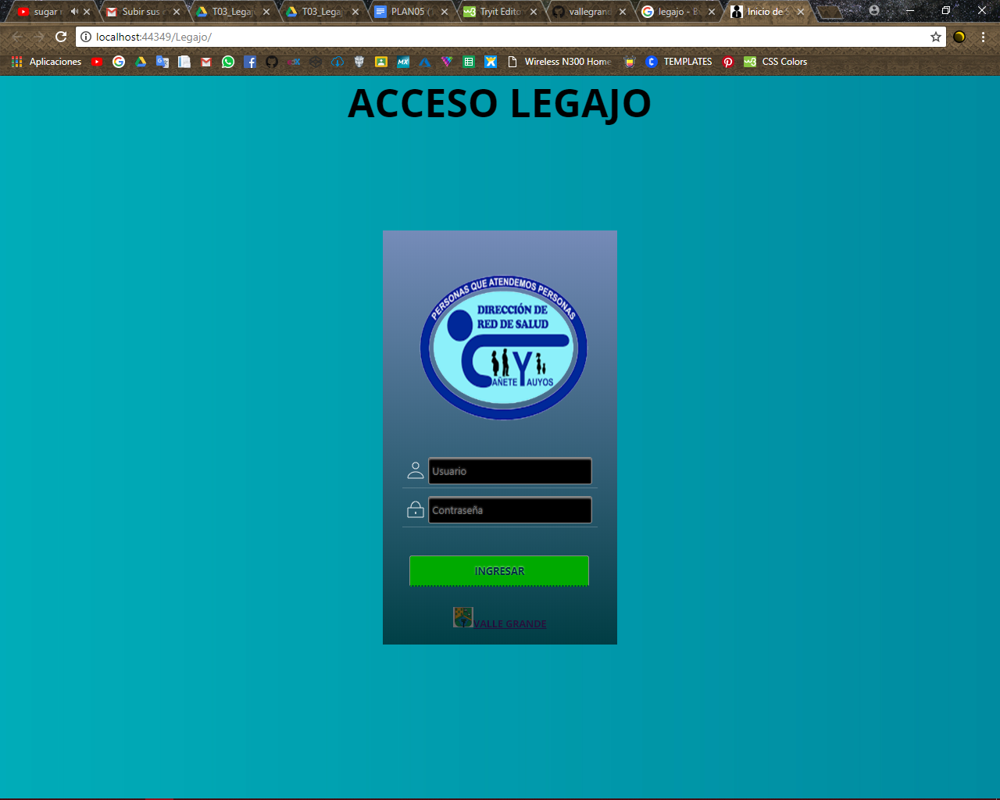 sugar
Subir sus
T03_Legaj
T03_Legaj
PLAN05 (
Tryit Edito
vallegrand
legajo - B
Inicio de S
localhost:44349/Legajo/
Aplicaciones
Wireless N300 Home
TEMPLATES
CSS Colors
ACCESO LEGAJO
PERSONAS QUE ATENDEMOS PERSONAS
DIRECCIÓN DE
RED DE SALUD
CAÑETE YAUYOS
Usuario
Contraseña
INGRESAR
VALLE GRANDE